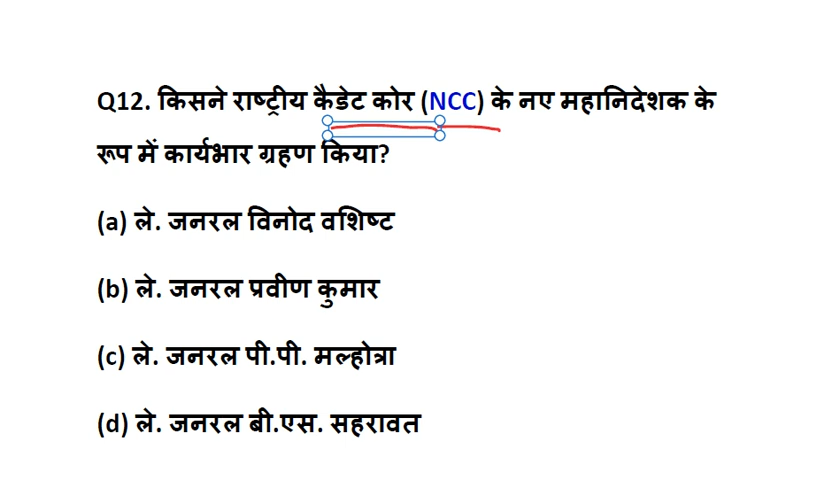 Q12. किसने राष्ट्रीय कैडेट कोर (NCC) के नए महानिदेशक के
रूप में कार्यभार ग्रहण किया?
(a) ले. जनरल विनोद वशिष्ट
(b) ले. जनरल प्रवीण कुमार
(c) ले. जनरल पी.पी. मल्होत्रा
(d) ले. जनरल बी.एस. सहरावत